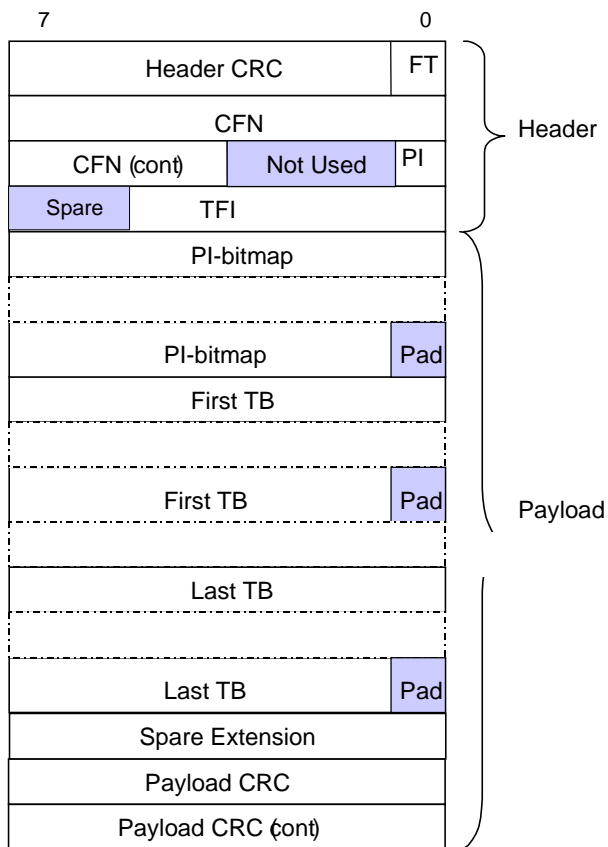 7 0
Header CRC FT
CFN
Header
CFN (cont) Not Used PI
Spare TFI
PI-bitmap
PI-bitmap Pad
First TB
First TB Pad
Payload
Last TB
Last TB Pad
Spare Extension
Payload CRC
Payload CRC (cont)